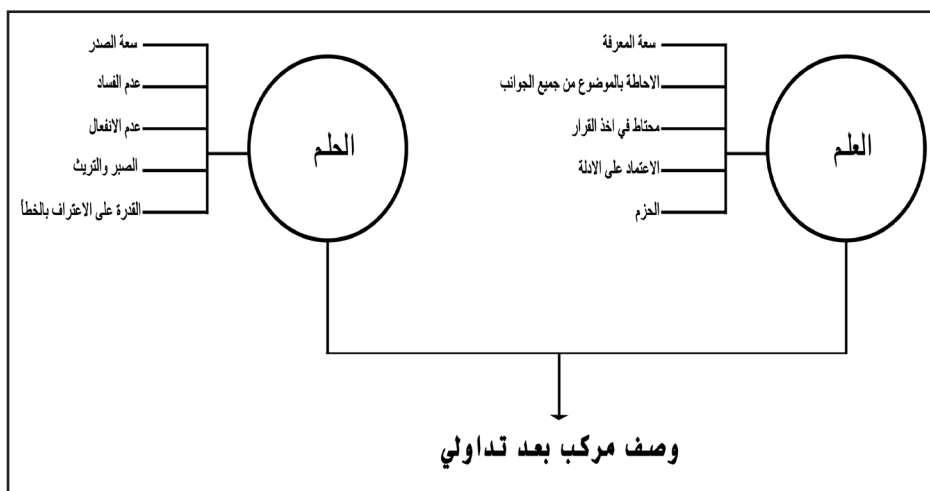 العلم
سعة المعرفة
الاحاطة بالموضوع من جميع الجوانب
محتاط في اخذ القرار
الاعتماد على الادلة
الحزم
الحلم
سعة الصدر
عدم الفساد
عدم الانفعال
الصبر والتريث
القدرة على الاعتراف بالخطأ
وصف مركب بعد تداولي